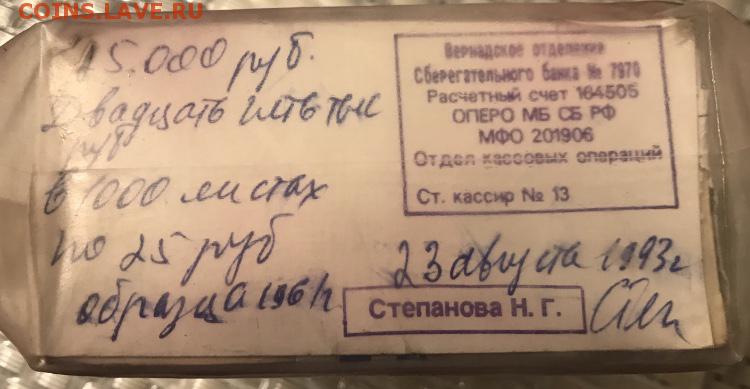 COINS.LAVE.RU
25.000 руб.
Двадцать пять тыс
руб
в 1000 листах
по 25 руб
образца 1961г
Вернадское отделение
Сберегательного банка № 7970
Расчетный счет 164505
ОПЕРО МБ СБ РФ
МФО 201906
Отдел кассовых операций
Ст. кассир № 13
23 августа 1993г
Степанова Н. Г.